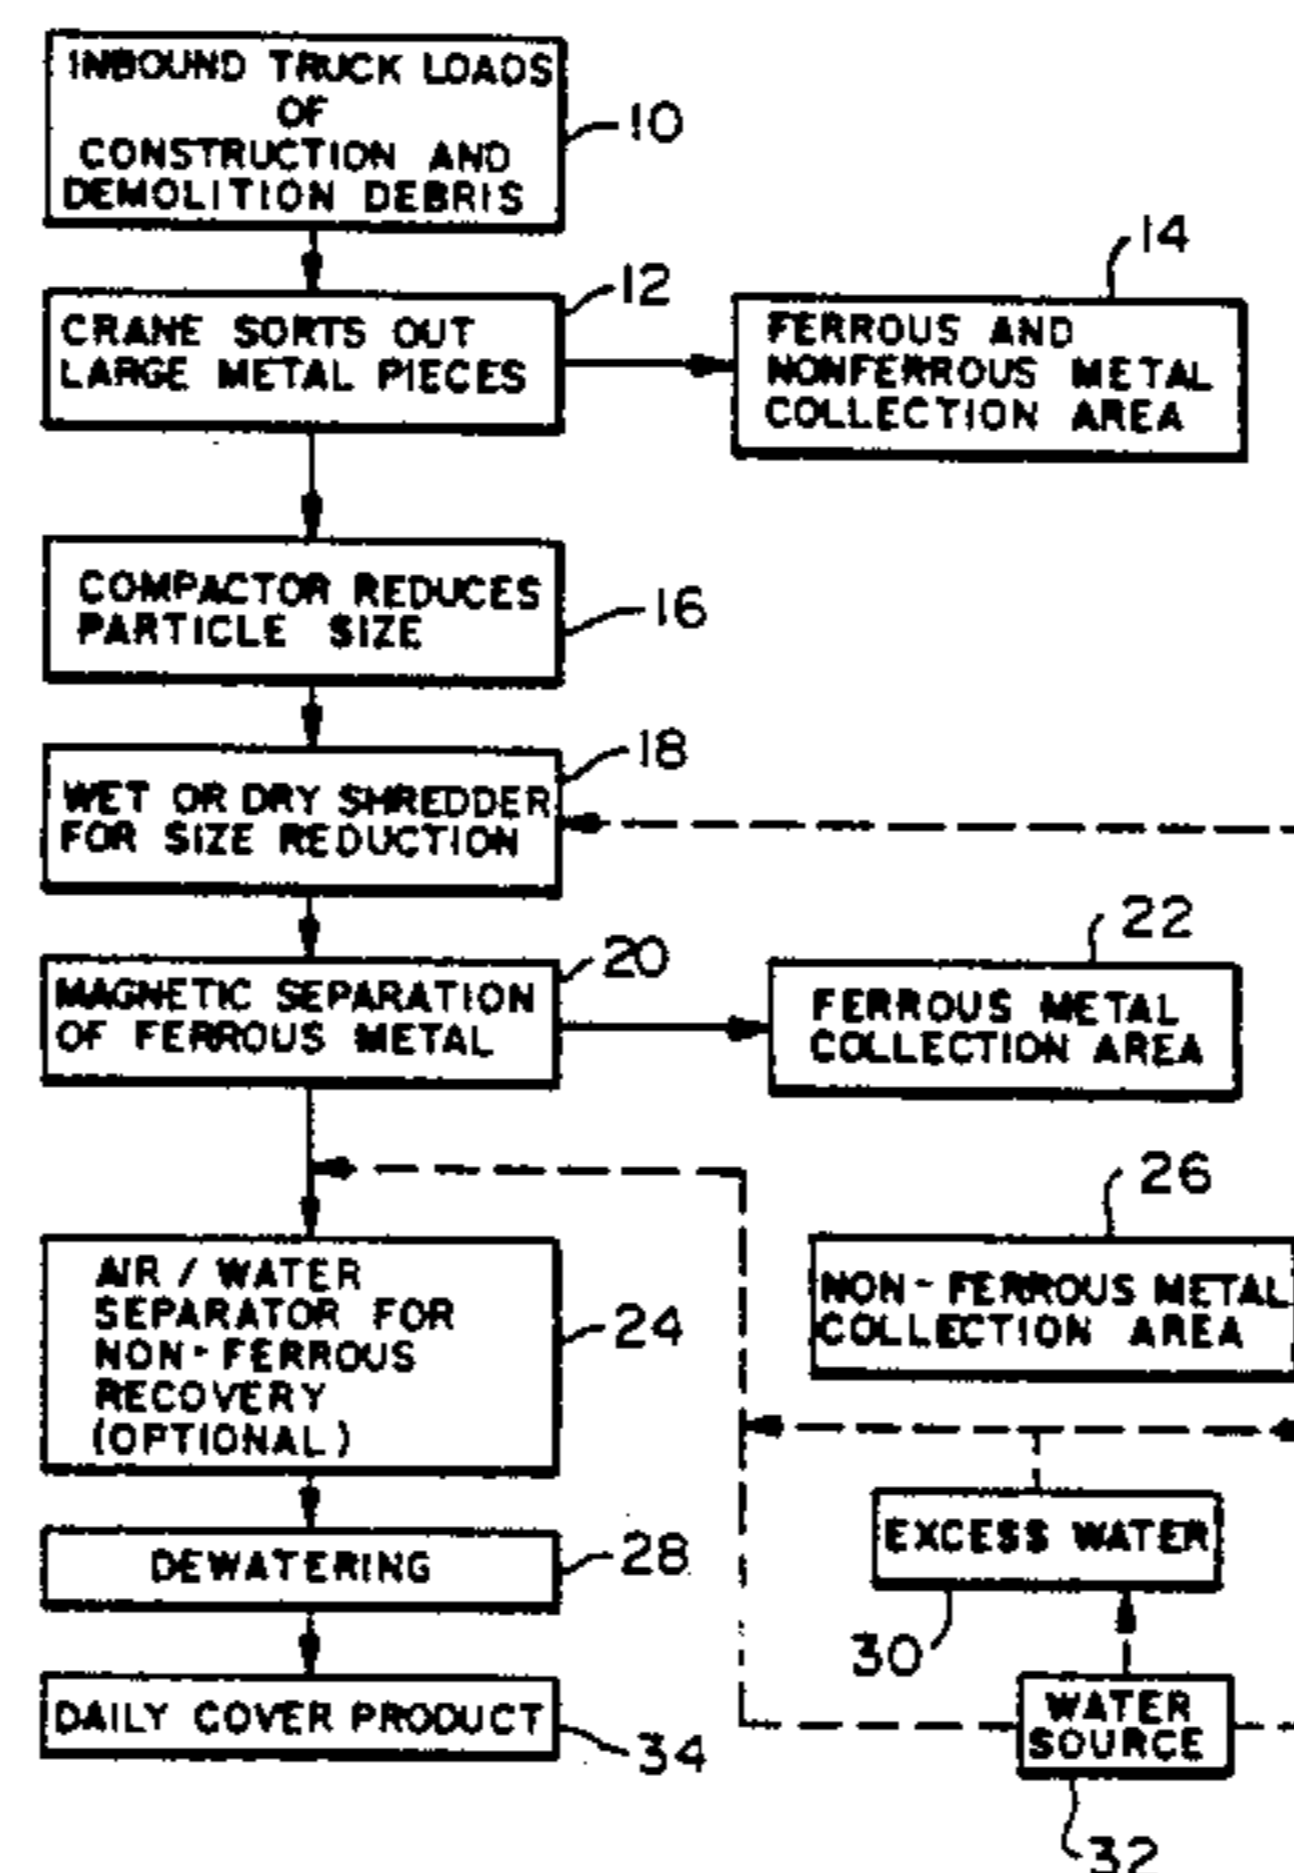 INBOUND TRUCK LOADS
OF
CONSTRUCTION AND
DEMOLITION DEBRIS
10
CRANE SORTS OUT
LARGE METAL PIECES
12
FERROUS AND
NONFERROUS METAL
COLLECTION AREA
14
COMPACTOR REDUCES
PARTICLE SIZE
16
WET OR DRY SHREDDER
FOR SIZE REDUCTION
18
MAGNETIC SEPARATION
OF FERROUS METAL
20
FERROUS METAL
COLLECTION AREA
22
AIR / WATER
SEPARATOR FOR
NON-FERROUS
RECOVERY
(OPTIONAL)
24
NON-FERROUS METAL
COLLECTION AREA
26
DEWATERING
28
EXCESS WATER
30
DAILY COVER PRODUCT
34
WATER
SOURCE
32